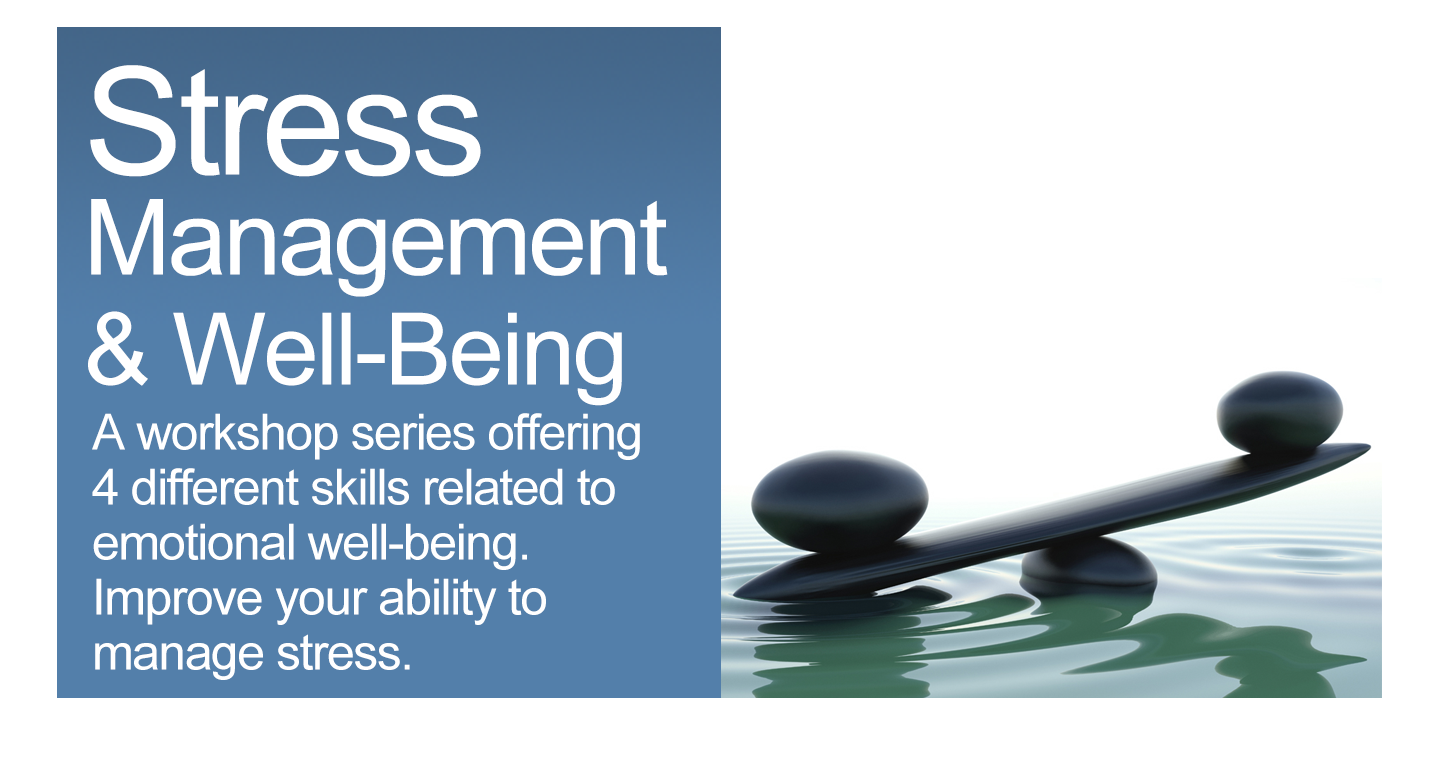 Stress
Management
& Well-Being
A workshop series offering
4 different skills related to
emotional well-being.
Improve your ability to
manage stress.